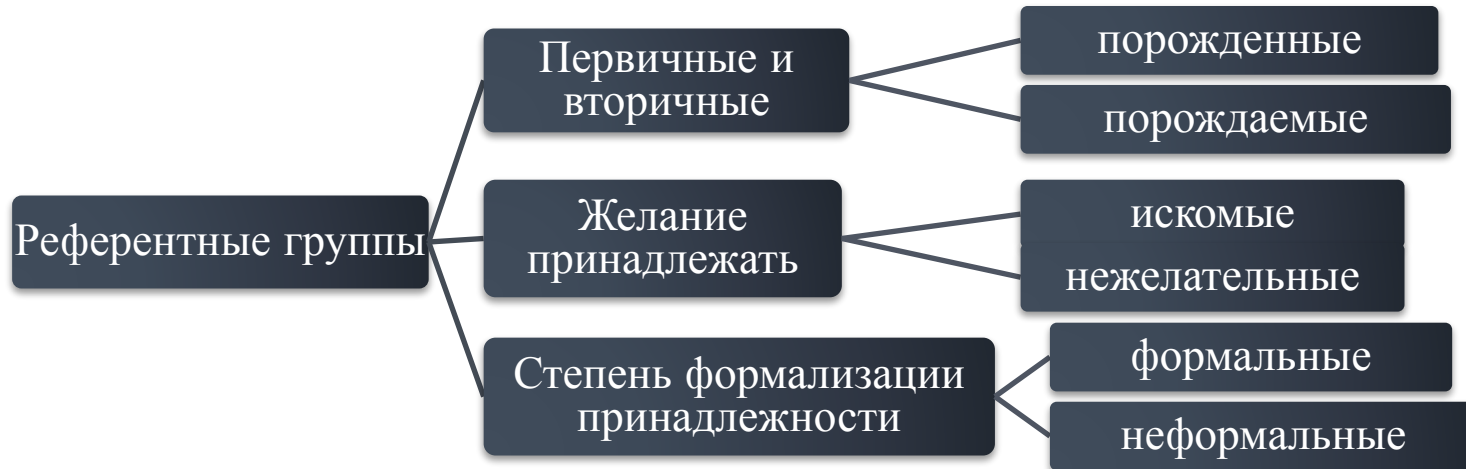 Референтные группы
Первичные и
вторичные
порожденные
порождаемые
Желание
принадлежать
искомые
нежелательные
Степень формализации
принадлежности
формальные
неформальные